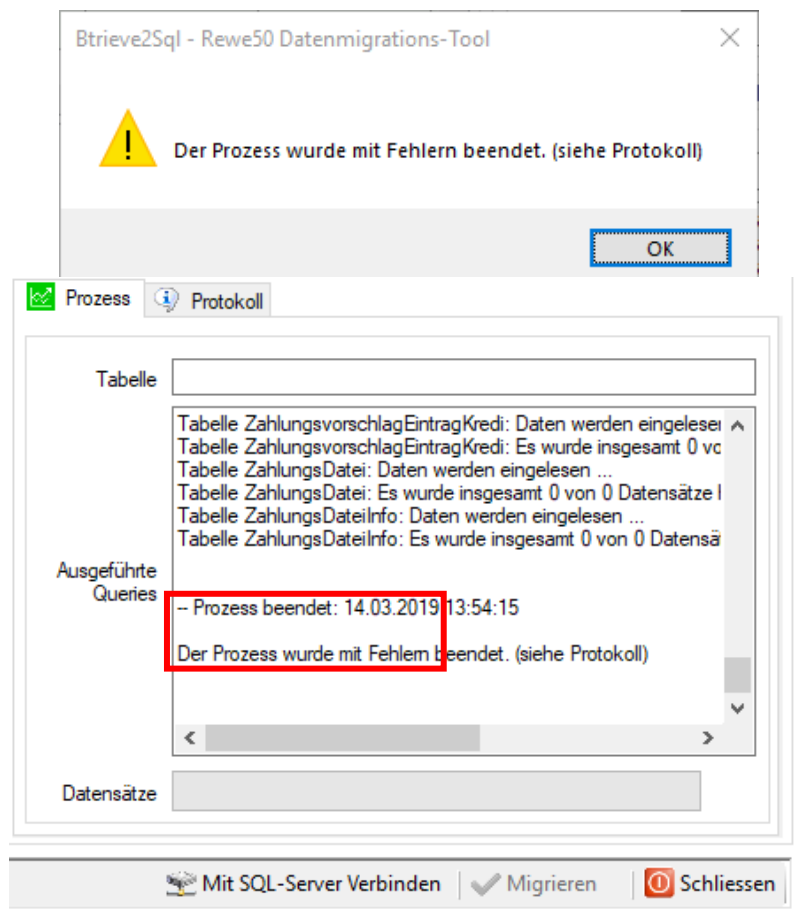 Btrieve2Sql - Rewe50 Datenmigrations-Tool
Der Prozess wurde mit Fehlern beendet. (siehe Protokoll)
OK
Prozess
Protokoll
Tabelle
Tabelle ZahlungsvorschlagEintragKredi: Daten werden eingelesen
Tabelle ZahlungsvorschlagEintragKredi: Es wurde insgesamt 0 vo
Tabelle ZahlungsDatei: Daten werden eingelesen ...
Tabelle ZahlungsDatei: Es wurde insgesamt 0 von 0 Datensätze
Tabelle ZahlungsDateiInfo: Daten werden eingelesen ...
Tabelle ZahlungsDateiInfo: Es wurde insgesamt 0 von 0 Datensä
Ausgeführte
Queries
-- Prozess beendet: 14.03.2019 13:54:15
Der Prozess wurde mit Fehlern beendet. (siehe Protokoll)
Datensätze
Mit SQL-Server Verbinden
Migrieren
Schliessen